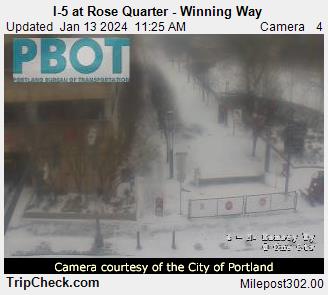 I-5 at Rose Quarter - Winning Way
Updated Jan 13 2024 11:25 AM Camera 4
PBOT
PORTLAND BUREAU OF TRANSPORTATION
Camera courtesy of the City of Portland
TripCheck.com Milepost302.00